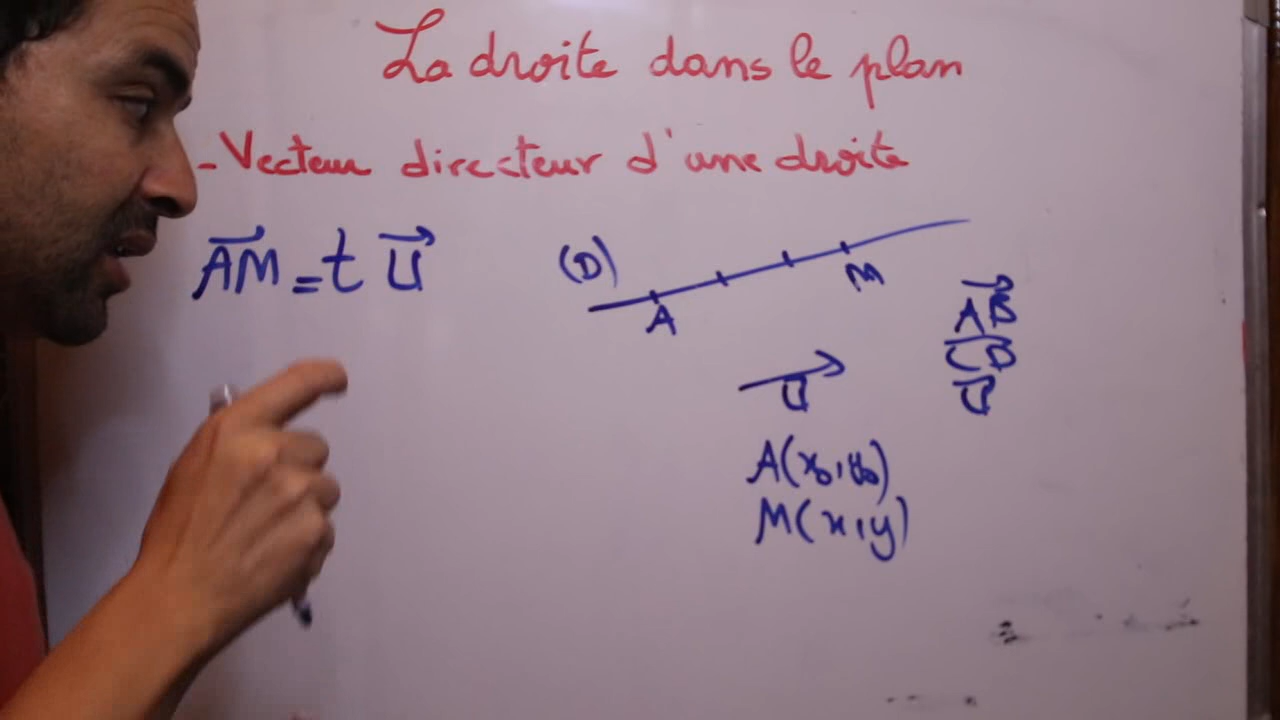 La droite dans le plan
- Vecteur directeur d'une droite
AM = t U
(D)
A
M
U
AB
CD
U
A(x₀, y₀)
M(x, y)